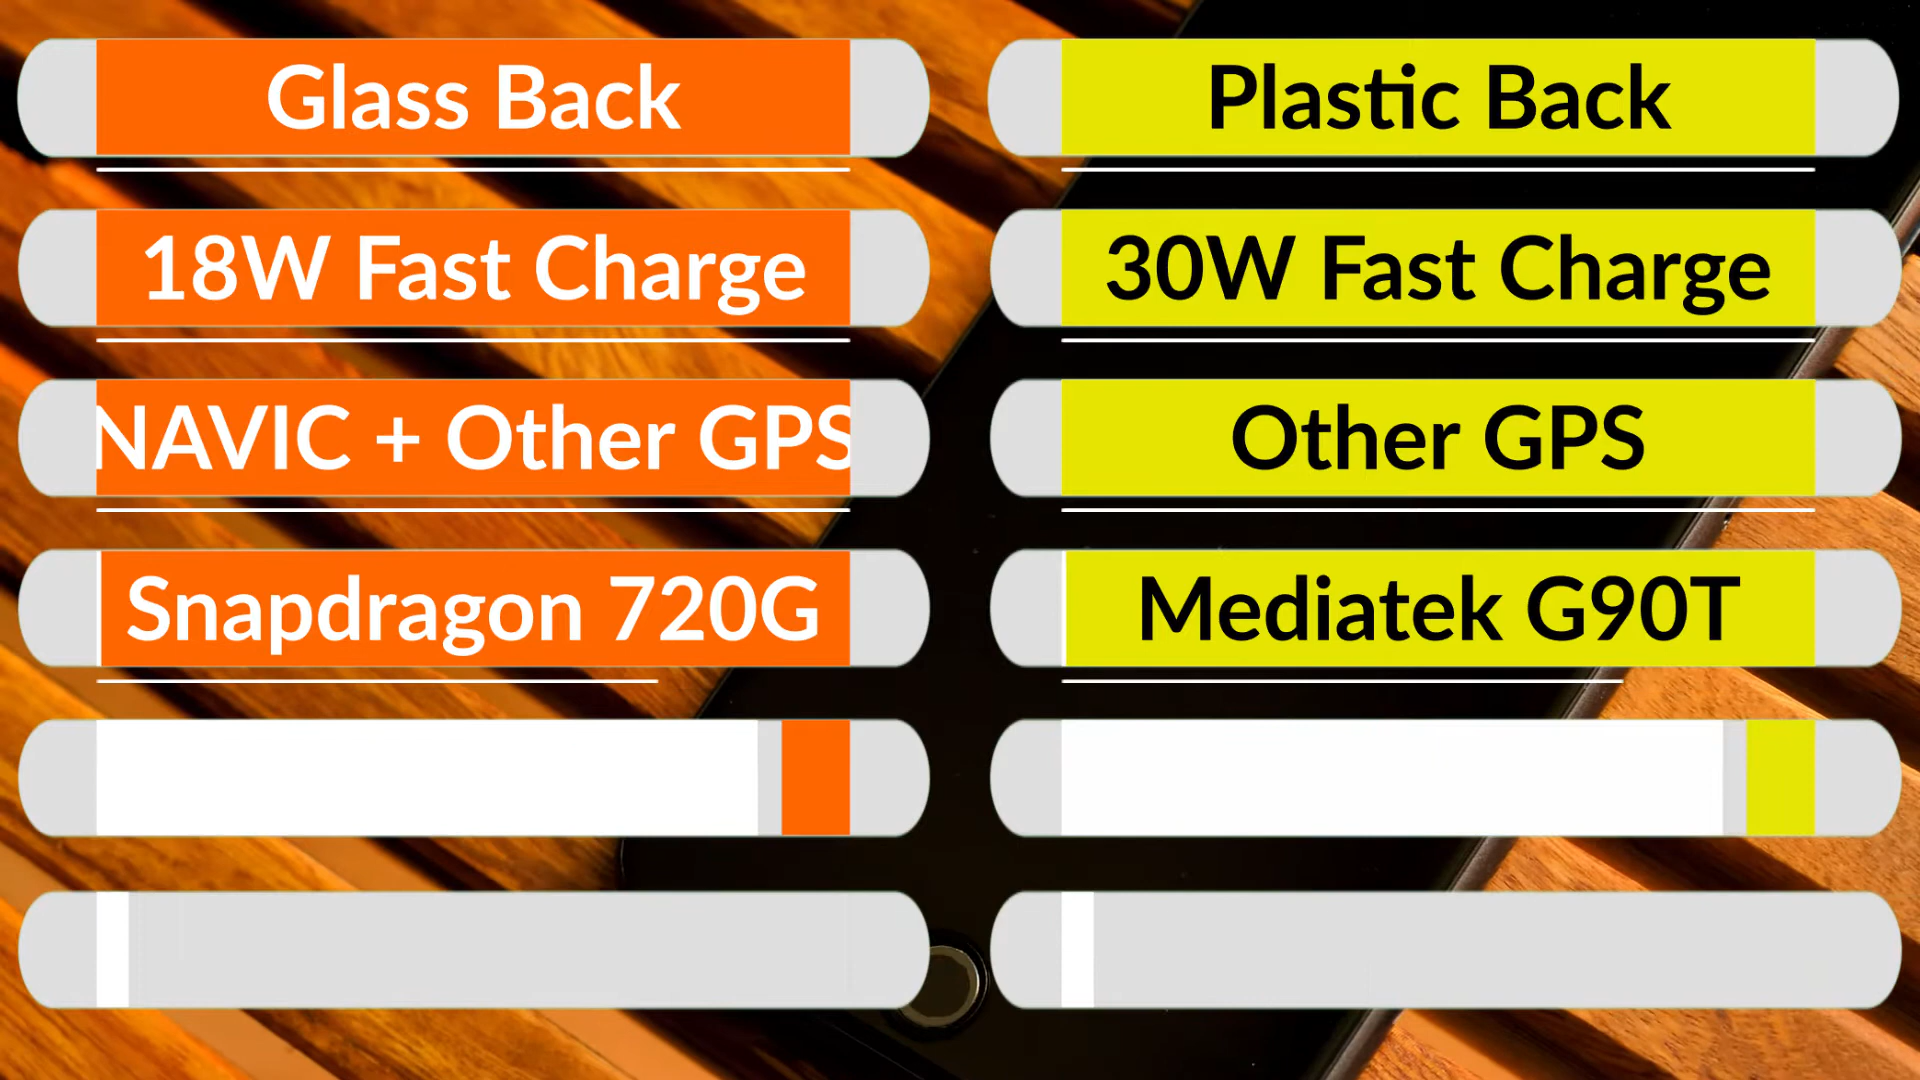 Glass Back
Plastic Back
18W Fast Charge
30W Fast Charge
NAVIC + Other GPS
Other GPS
Snapdragon 720G
Mediatek G90T